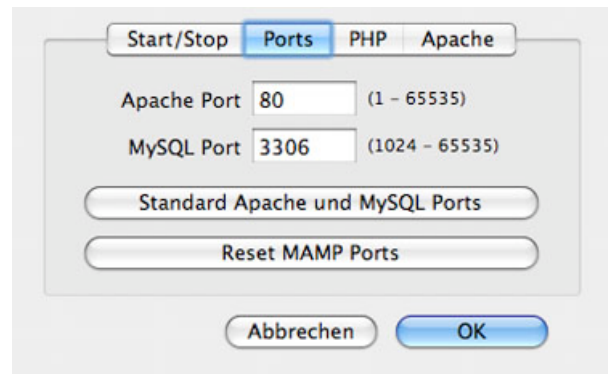 Start/Stop Ports PHP Apache
Apache Port 80 (1 – 65535)
MySQL Port 3306 (1024 – 65535)
Standard Apache und MySQL Ports
Reset MAMP Ports
Abbrechen OK